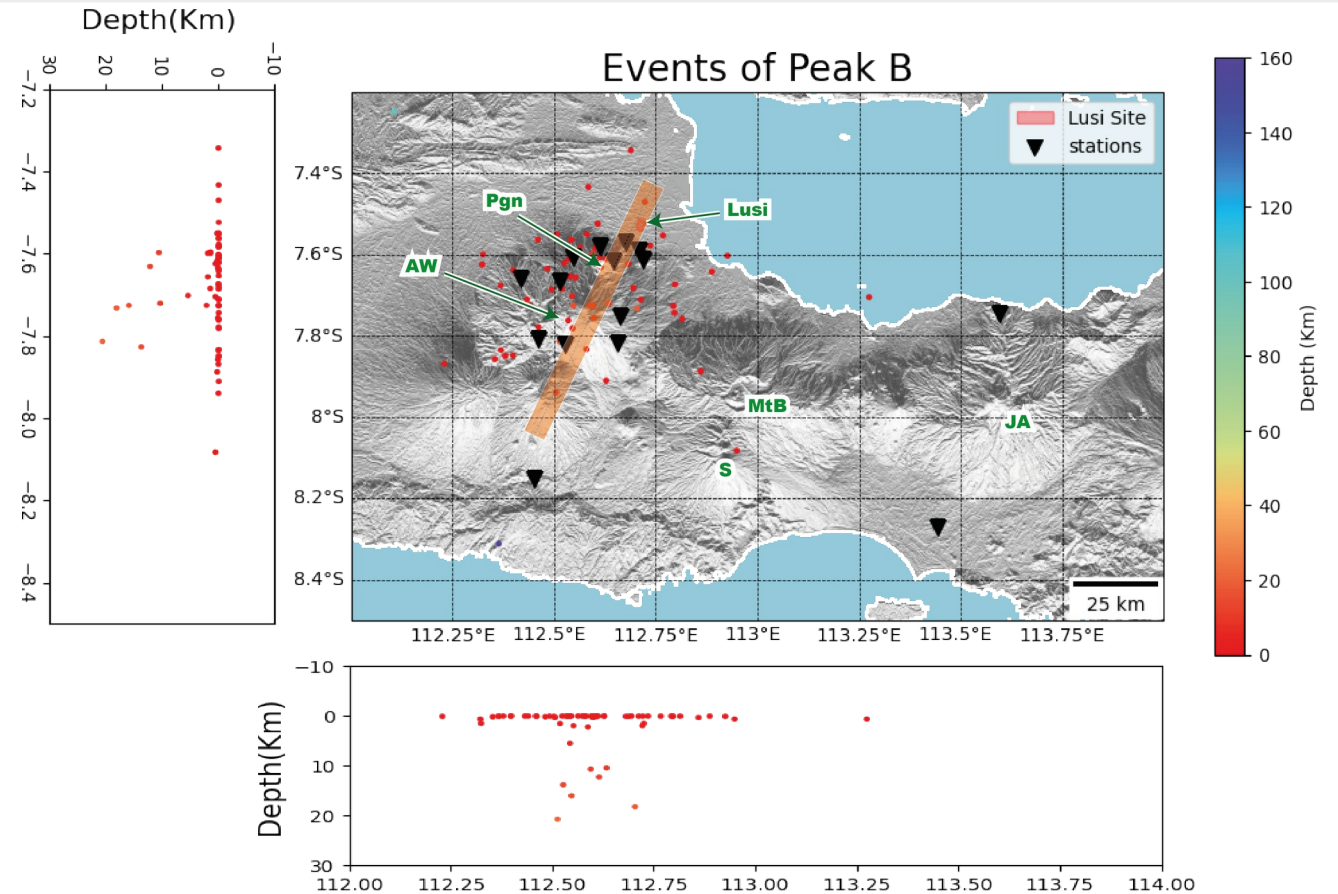 Depth(Km)
30
20
10
0
−10
−7.2
−7.4
−7.6
−7.8
−8.0
−8.2
−8.4
Events of Peak B
Lusi Site
stations
7.4°S
7.6°S
7.8°S
8°S
8.2°S
8.4°S
Pgn
Lusi
AW
MtB
JA
S
25 km
112.25°E
112.5°E
112.75°E
113°E
113.25°E
113.5°E
113.75°E
160
140
120
100
80
60
40
20
0
Depth (Km)
−10
0
10
20
30
Depth(Km)
112.00
112.25
112.50
112.75
113.00
113.25
113.50
113.75
114.00